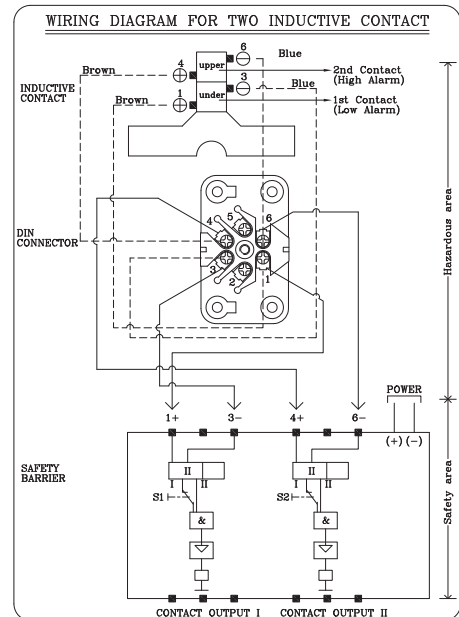 WIRING DIAGRAM FOR TWO INDUCTIVE CONTACT
6
Blue
4
upper
2nd Contact
(High Alarm)
Brown
3
INDUCTIVE
CONTACT
Blue
under
1
Brown
1st Contact
(Low Alarm)
Hazardous area
DIN
CONNECTOR
4
5
6
3
2
1
POWER
1+
3-
4+
6-
(+)
(-)
SAFETY
BARRIER
II
I
II
S1
&
II
I
II
S2
&
Safety area
CONTACT OUTPUT I
CONTACT OUTPUT II